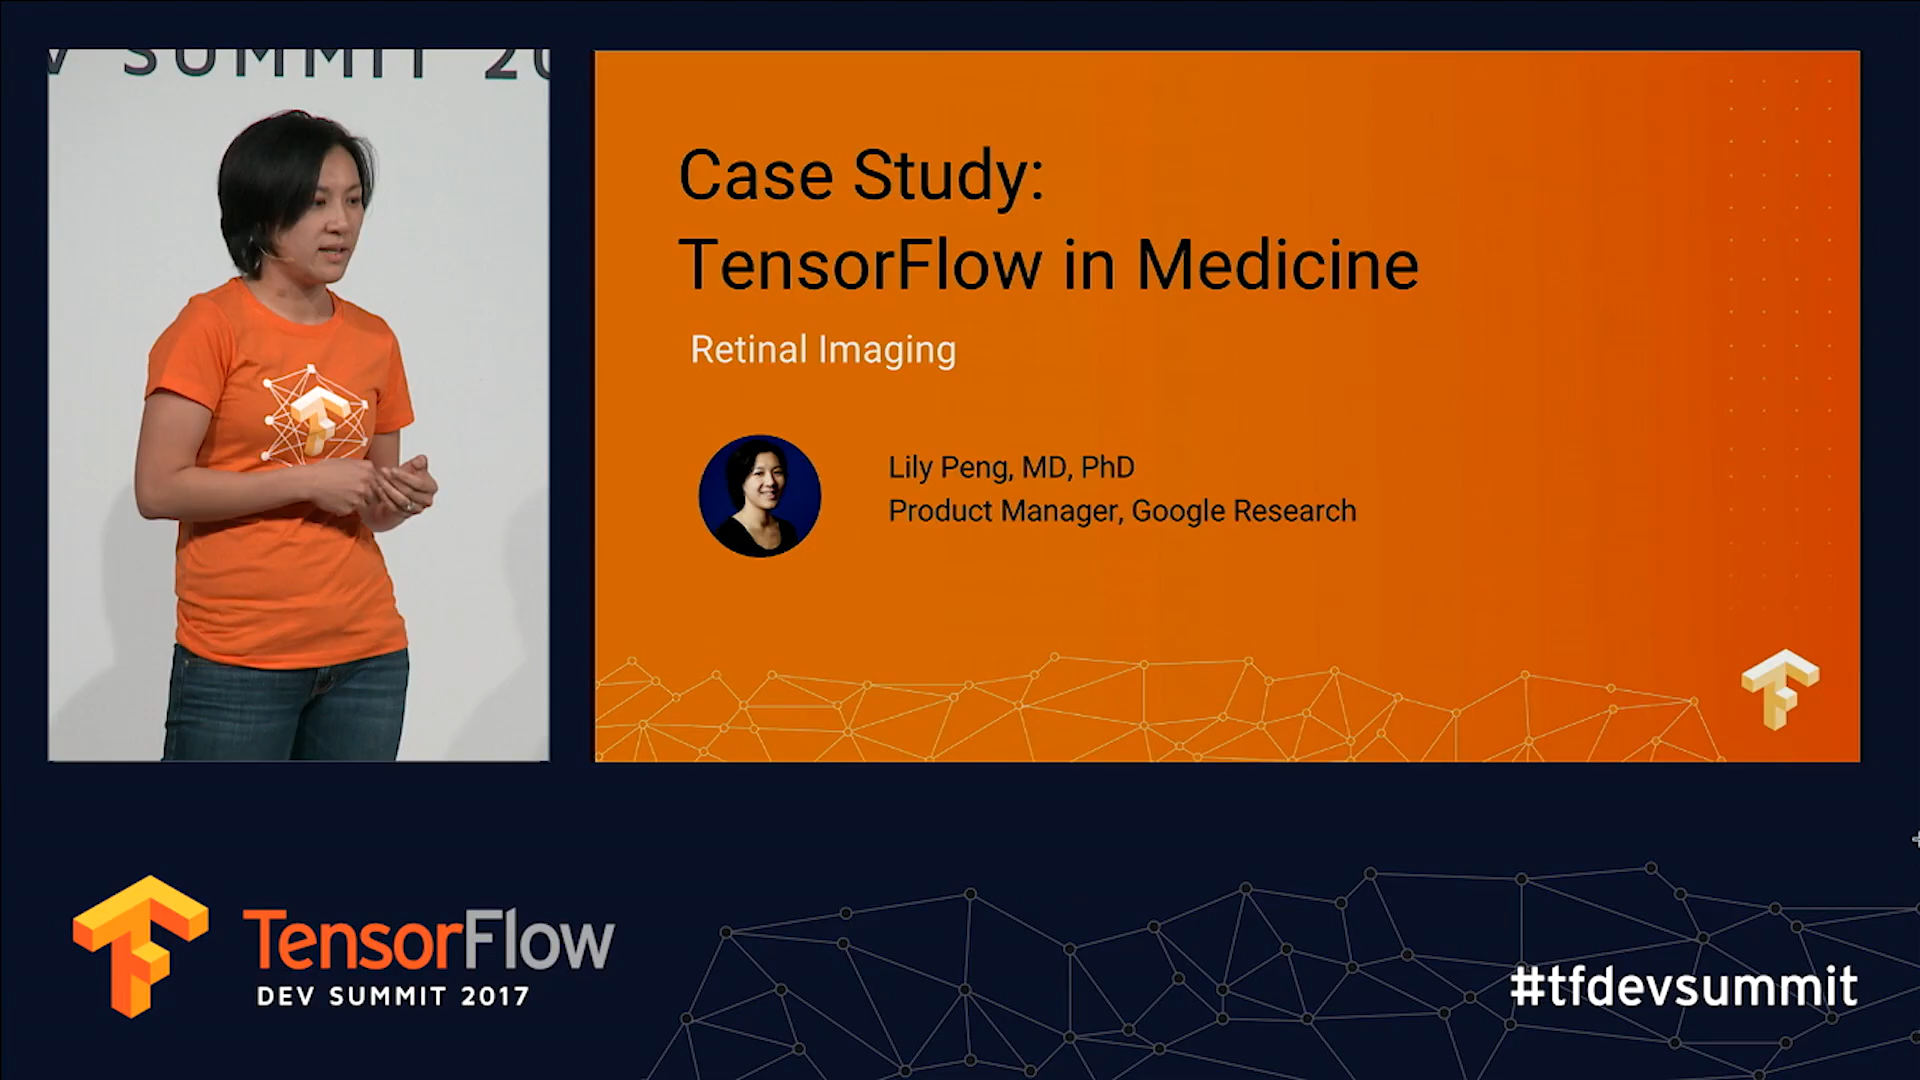 SUMMIT
Case Study:
TensorFlow in Medicine
Retinal Imaging
Lily Peng, MD, PhD
Product Manager, Google Research
TensorFlow
DEV SUMMIT 2017
#tfdevsummit